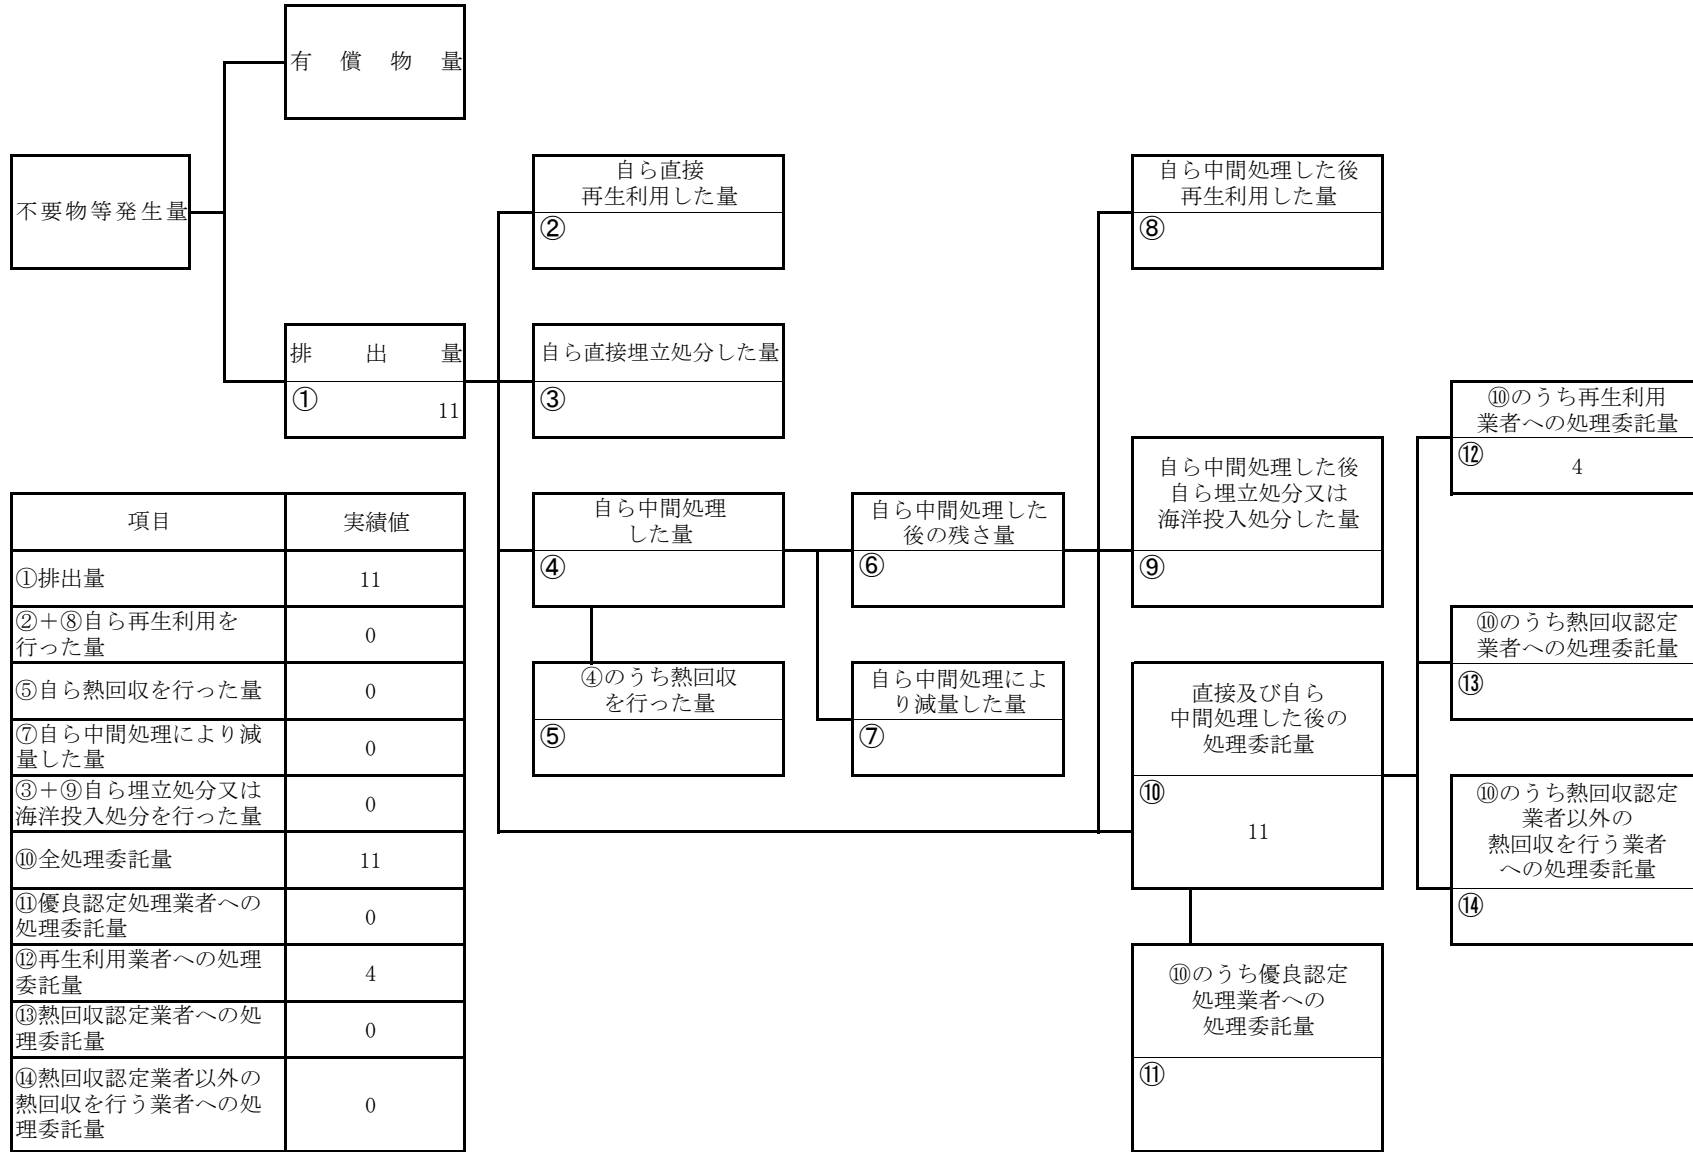 有償物量
不要物等発生量
自ら直接
再生利用した量
②
自ら中間処理した後
再生利用した量
⑧
排出量
①
11
自ら直接埋立処分した量
③
⑩のうち再生利用
業者への処理委託量
⑫
4
自ら中間処理
した量
④
自ら中間処理した
後の残さ量
⑥
自ら中間処理した後
自ら埋立処分又は
海洋投入処分した量
⑨
④のうち熱回収
を行った量
⑤
自ら中間処理によ
り減量した量
⑦
直接及び自ら
中間処理した後の
処理委託量
⑩
11
⑩のうち熱回収認定
業者への処理委託量
⑬
⑩のうち熱回収認定
業者以外の
熱回収を行う業者
への処理委託量
⑭
⑩のうち優良認定
処理業者への
処理委託量
⑪
項目 実績値
①排出量 11
②＋⑧自ら再生利用を
行った量 0
⑤自ら熱回収を行った量 0
⑦自ら中間処理により減
量した量 0
③＋⑨自ら埋立処分又は
海洋投入処分を行った量 0
⑩全処理委託量 11
⑪優良認定処理業者への
処理委託量 0
⑫再生利用業者への処理
委託量 4
⑬熱回収認定業者への処
理委託量 0
⑭熱回収認定業者以外の
熱回収を行う業者への処 0
理委託量